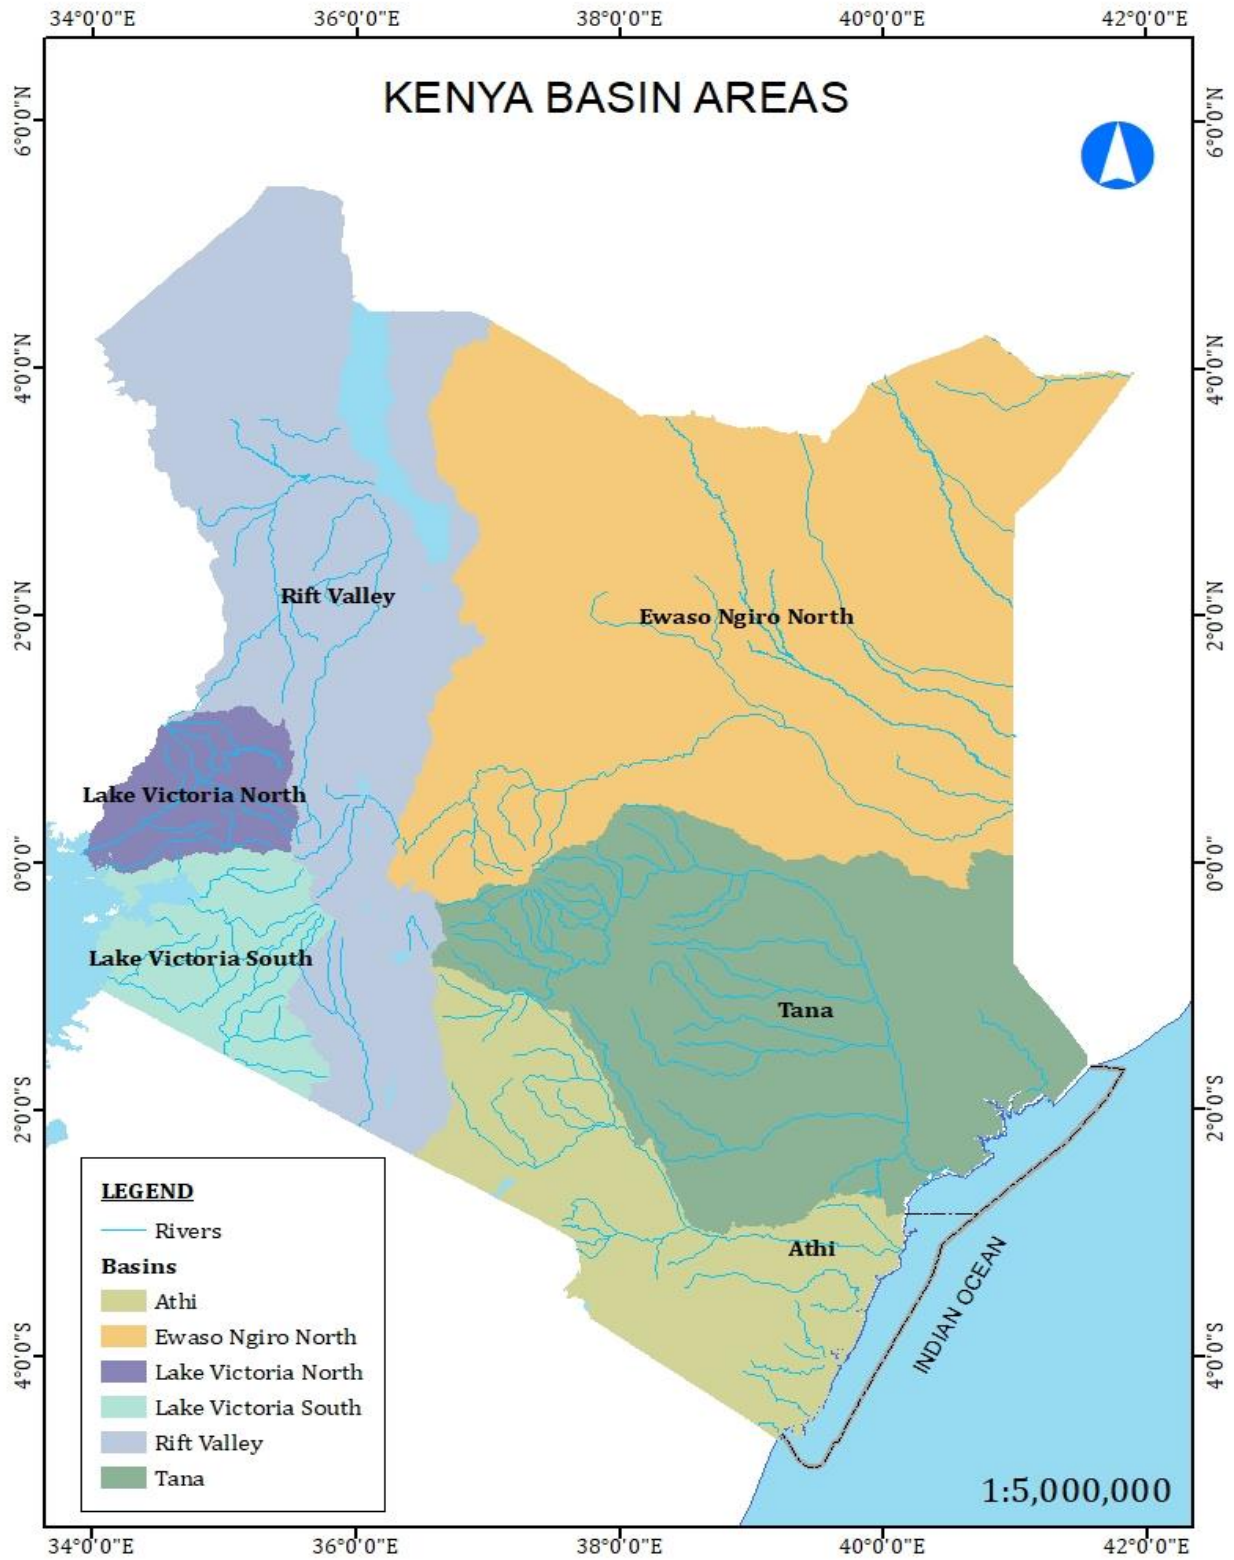 34°0'0"E 36°0'0"E 38°0'0"E 40°0'0"E 42°0'0"E
KENYA BASIN AREAS
6°0'0"N
6°0'0"N
4°0'0"N
4°0'0"N
Rift Valley
2°0'0"N
Ewaso Ngiro North
2°0'0"N
Lake Victoria North
0°0'0"
0°0'0"
Lake Victoria South
Tana
2°0'0"S
2°0'0"S
LEGEND
Rivers
Basins
Athi
Ewaso Ngiro North
Lake Victoria North
Lake Victoria South
Rift Valley
Tana
Athi
INDIAN OCEAN
4°0'0"S
4°0'0"S
1:5,000,000
34°0'0"E 36°0'0"E 38°0'0"E 40°0'0"E 42°0'0"E